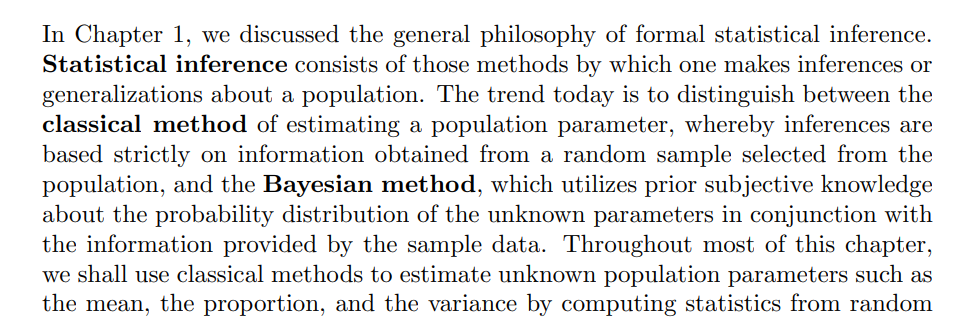 In Chapter 1, we discussed the general philosophy of formal statistical inference.
Statistical inference consists of those methods by which one makes inferences or
generalizations about a population. The trend today is to distinguish between the
classical method of estimating a population parameter, whereby inferences are
based strictly on information obtained from a random sample selected from the
population, and the Bayesian method, which utilizes prior subjective knowledge
about the probability distribution of the unknown parameters in conjunction with
the information provided by the sample data. Throughout most of this chapter,
we shall use classical methods to estimate unknown population parameters such as
the mean, the proportion, and the variance by computing statistics from random